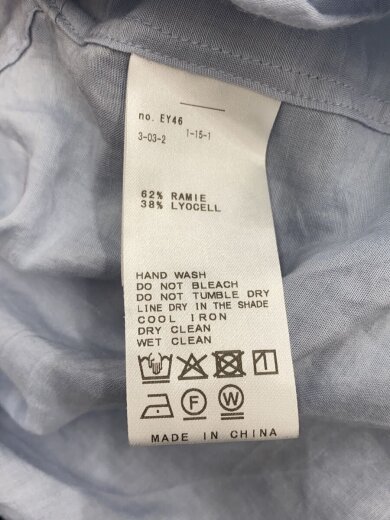 no. EY46
3-03-2 1-15-1
62% RAMIE
38% LYOCELL
HAND WASH
DO NOT BLEACH
DO NOT TUMBLE DRY
LINE DRY IN THE SHADE
COOL IRON
DRY CLEAN
WET CLEAN
F W
MADE IN CHINA